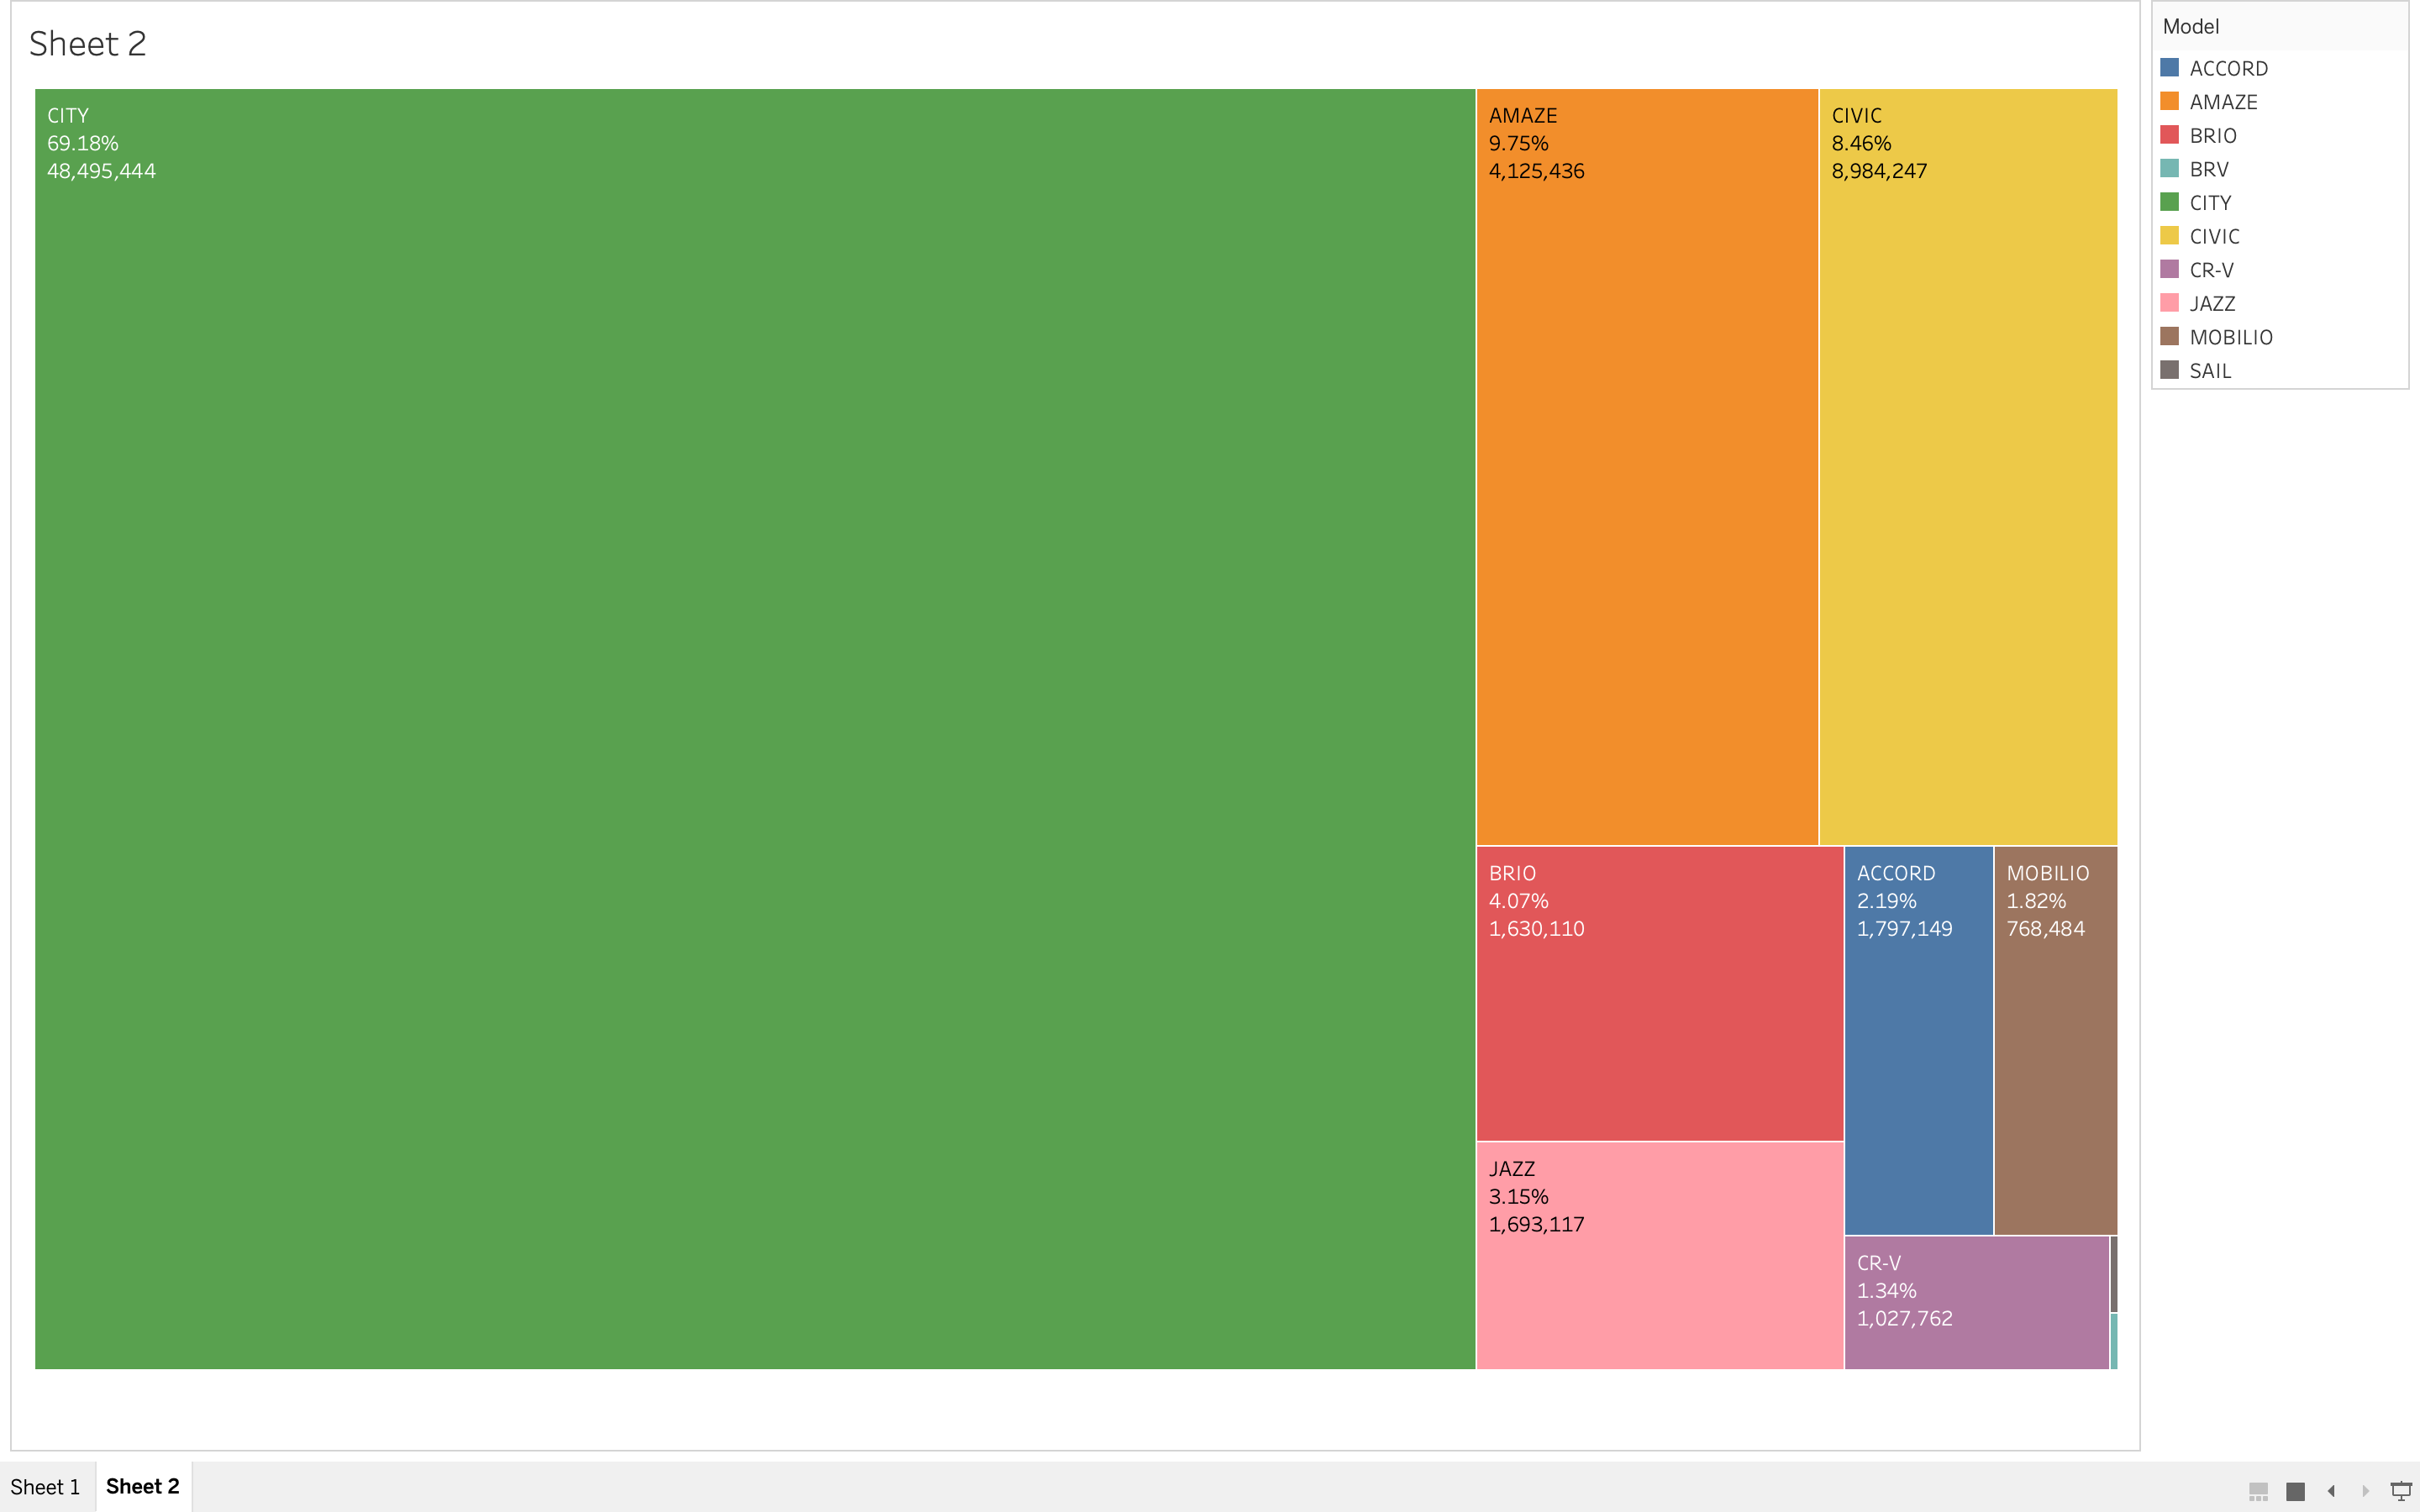 Sheet 2
CITY
69.18%
48,495,444
AMAZE
9.75%
4,125,436
CIVIC
8.46%
8,984,247
BRIO
4.07%
1,630,110
JAZZ
3.15%
1,693,117
ACCORD
2.19%
1,797,149
MOBILIO
1.82%
768,484
CR-V
1.34%
1,027,762
Model
ACCORD
AMAZE
BRIO
BRV
CITY
CIVIC
CR-V
JAZZ
MOBILIO
SAIL
Sheet 1
Sheet 2